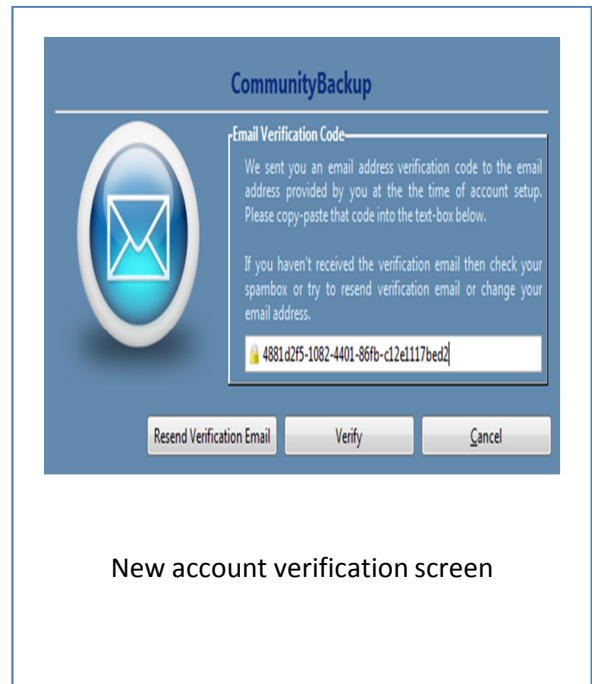 CommunityBackup
Email Verification Code
We sent you an email address verification code to the email
address provided by you at the the time of account setup.
Please copy-paste that code into the text-box below.
If you haven't received the verification email then check your
spambox or try to resend verification email or change your
email address.
4881d2f5-1082-4401-86fb-c12e1117bed2
Resend Verification Email
Verify
Cancel
New account verification screen